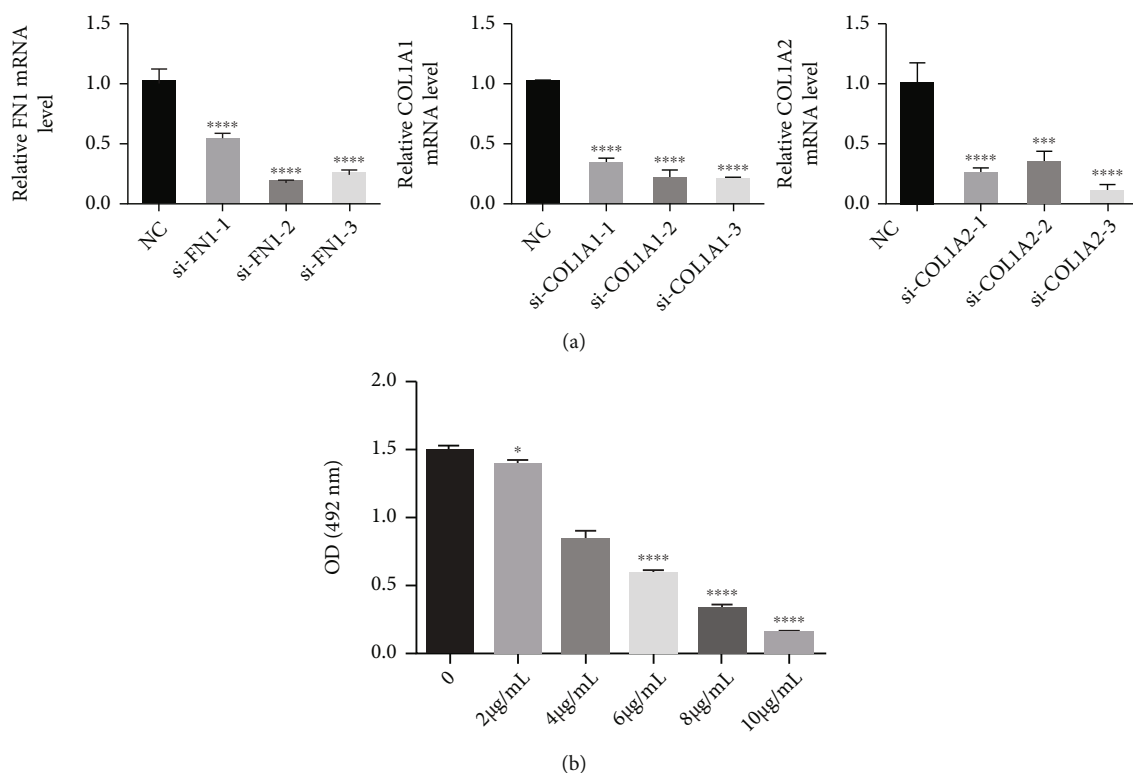 Relative FN1 mRNA
level
1.5
1.0
0.5
0.0
****
****
****
NC
si-FN1-1
si-FN1-2
si-FN1-3
Relative COL1A1
mRNA level
1.5
1.0
0.5
0.0
****
****
****
NC
si-COL1A1-1
si-COL1A1-2
si-COL1A1-3
Relative COL1A2
mRNA level
1.5
1.0
0.5
0.0
****
***
****
NC
si-COL1A2-1
si-COL1A2-2
si-COL1A2-3
(a)
OD (492 nm)
2.0
1.5
1.0
0.5
0.0
*
****
****
****
0
2μg/mL
4μg/mL
6μg/mL
8μg/mL
10μg/mL
(b)